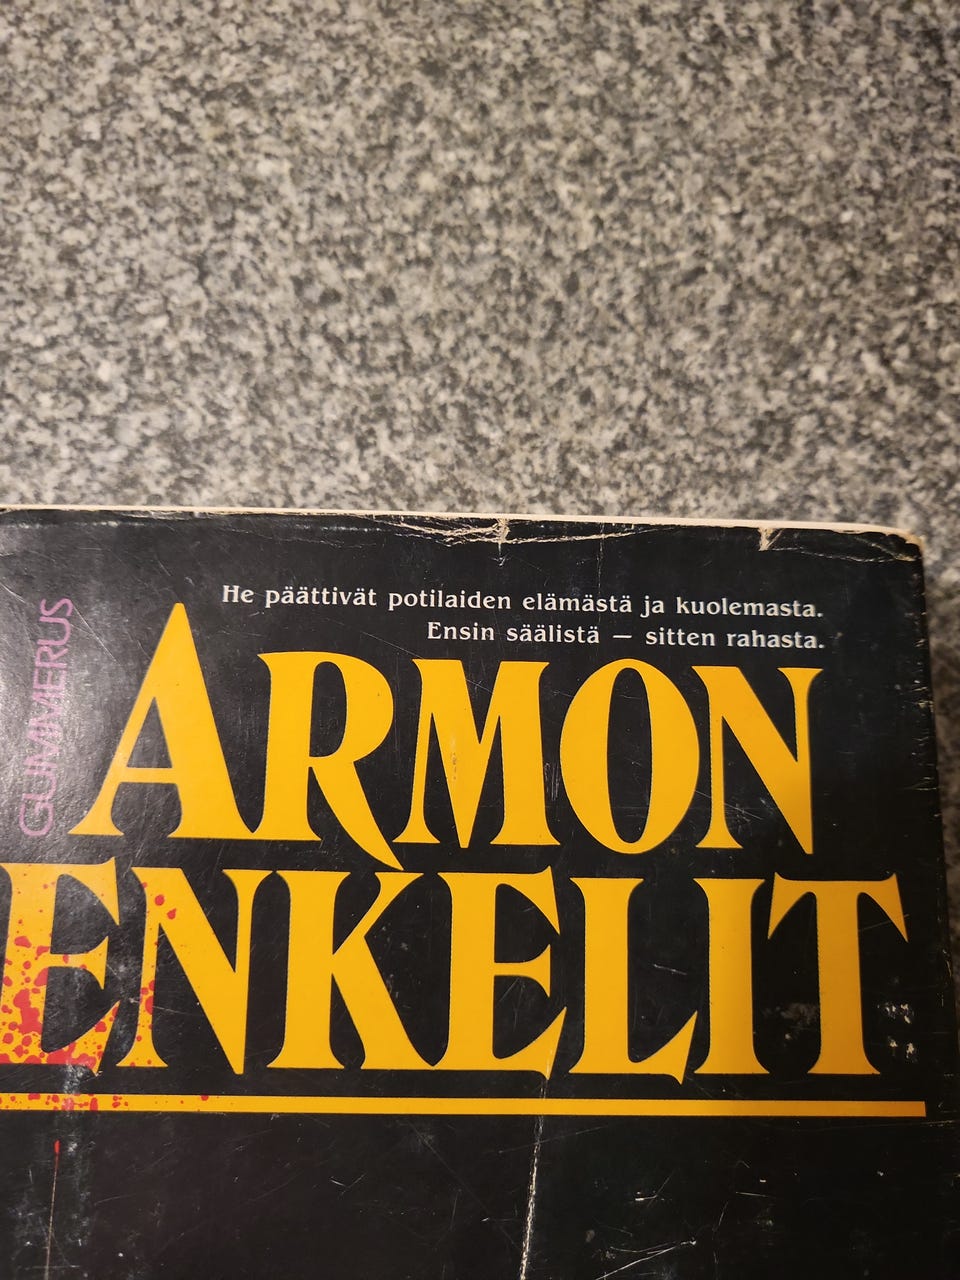 He päättivät potilaiden elämästä ja kuolemasta.
Ensin säälistä — sitten rahasta.
GUMMERUS
ARMON
ENKELIT